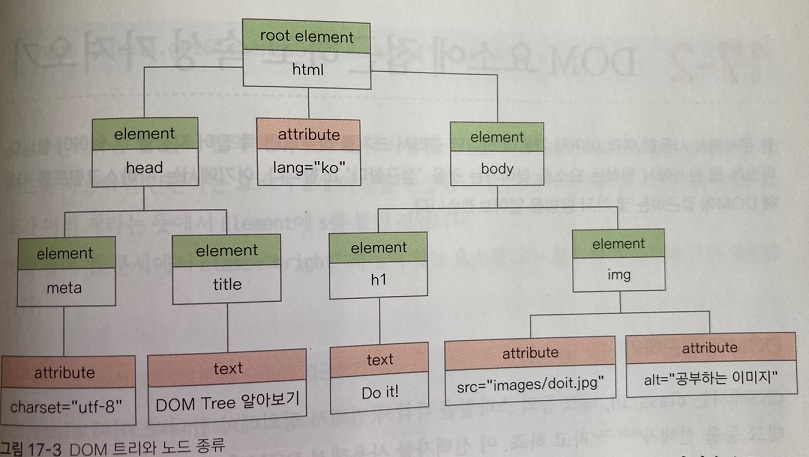 root element
html
element
head
attribute
lang="ko"
element
body
element
meta
element
title
element
h1
element
img
attribute
charset="utf-8"
text
DOM Tree 알아보기
text
Do it!
attribute
src="images/doit.jpg"
attribute
alt="공부하는 이미지"
그림 17-3 DOM 트리와 노드 종류